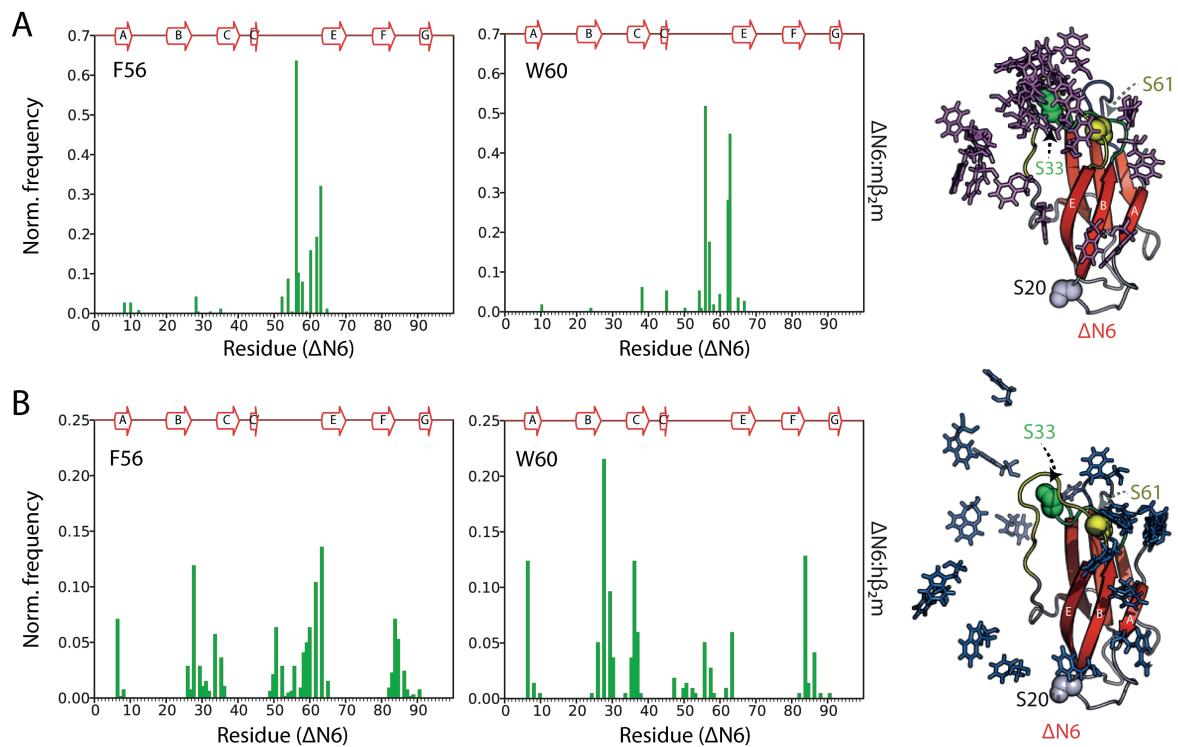 A
A B C C' E F G
A B C C' E F G
F56
W60
0.7
0.6
0.5
0.4
0.3
0.2
0.1
0.0
0.7
0.6
0.5
0.4
0.3
0.2
0.1
0.0
Norm. frequency
0 10 20 30 40 50 60 70 80 90
0 10 20 30 40 50 60 70 80 90
Residue (ΔN6)
Residue (ΔN6)
ΔN6:mβ₂m
S61
S33
E B A
S20
ΔN6
B
A B C C' E F G
A B C C' E F G
F56
W60
0.25
0.20
0.15
0.10
0.05
0.00
0.25
0.20
0.15
0.10
0.05
0.00
Norm. frequency
0 10 20 30 40 50 60 70 80 90
0 10 20 30 40 50 60 70 80 90
Residue (ΔN6)
Residue (ΔN6)
ΔN6:hβ₂m
S33
S61
E B A
S20
ΔN6